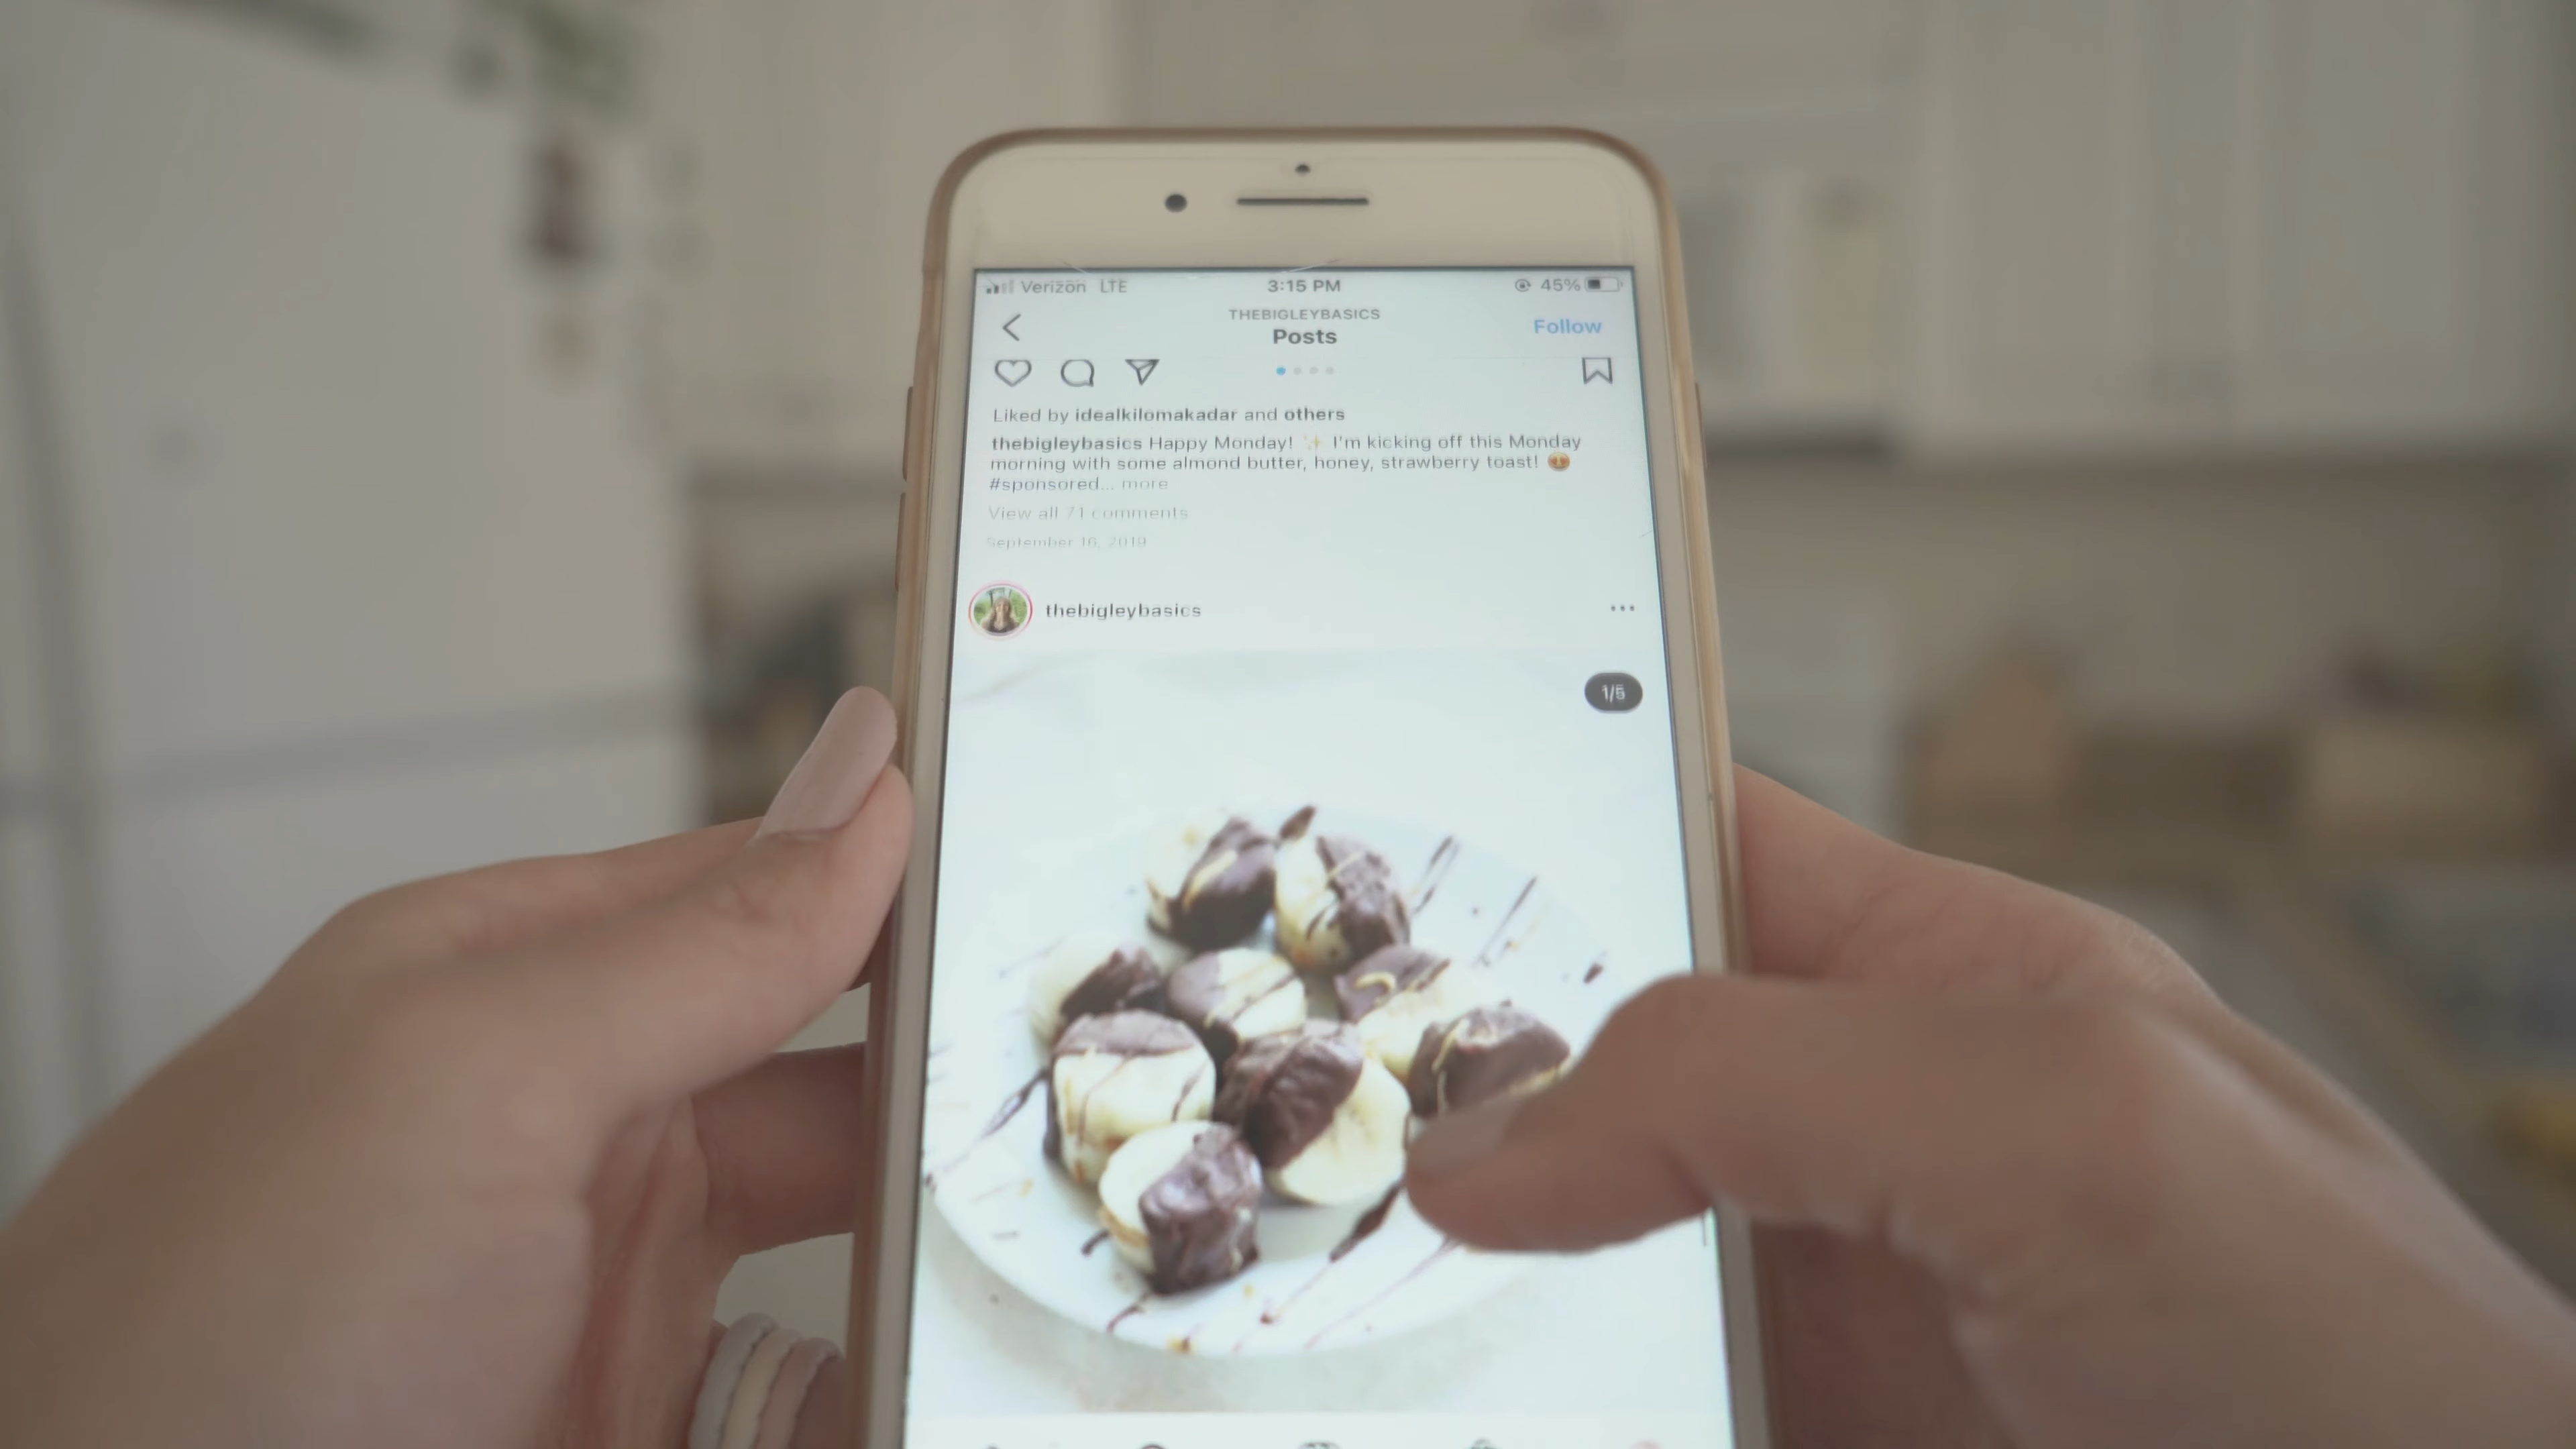 Verizon LTE 3:15 PM 45%
THEBIGLEYBASICS
Posts
Follow
Liked by idealkilomakadar and others
thebigleybasics Happy Monday! ✨ I'm kicking off this Monday
morning with some almond butter, honey, strawberry toast! 😍
#sponsored... more
View all 71 comments
September 16, 2019
thebigleybasics
1/5